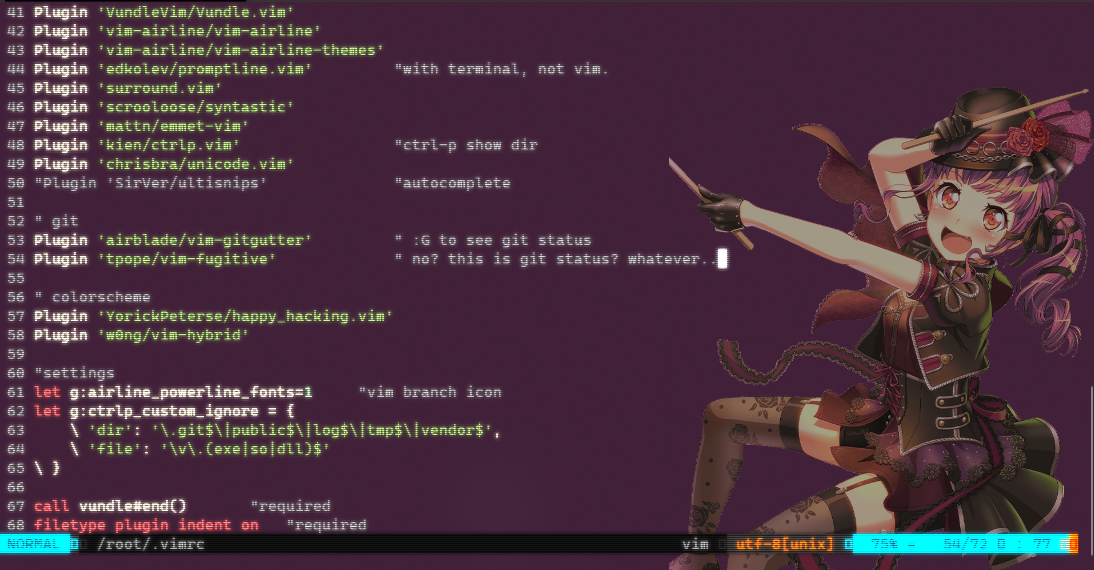 41 Plugin 'VundleVim/Vundle.vim'
42 Plugin 'vim-airline/vim-airline'
43 Plugin 'vim-airline/vim-airline-themes'
44 Plugin 'edkolev/promptline.vim'         "with terminal, not vim.
45 Plugin 'surround.vim'
46 Plugin 'scrooloose/syntastic'
47 Plugin 'mattn/emmet-vim'
48 Plugin 'kien/ctrlp.vim'                 "ctrl-p show dir
49 Plugin 'chrisbra/unicode.vim'
50 "Plugin 'SirVer/ultisnips'              "autocomplete
51
52 " git
53 Plugin 'airblade/vim-gitgutter'         " :G to see git status
54 Plugin 'tpope/vim-fugitive'             " no? this is git status? whatever..
55
56 " colorscheme
57 Plugin 'YorickPeterse/happy_hacking.vim'
58 Plugin 'w0ng/vim-hybrid'
59
60 "settings
61 let g:airline_powerline_fonts=1     "vim branch icon
62 let g:ctrlp_custom_ignore = {
63     \ 'dir': '\.git$\|public$\|log$\|tmp$\|vendor$',
64     \ 'file': '\v\.(exe|so|dll)$'
65 \ }
66
67 call vundle#end()       "required
68 filetype plugin indent on   "required
NORMAL /root/.vimrc vim utf-8[unix] 75% 54/72 : 77